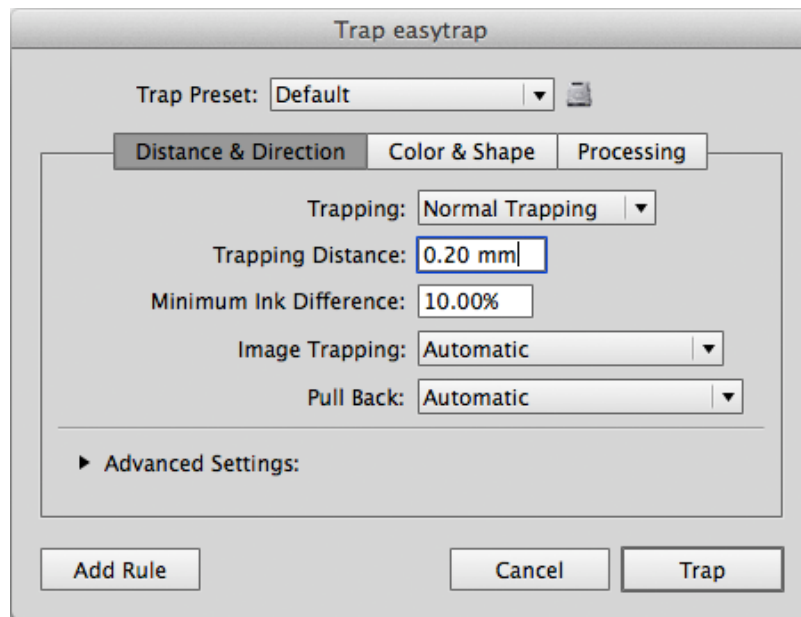 Trap easytrap
Trap Preset: Default
Distance & Direction Color & Shape Processing
Trapping: Normal Trapping
Trapping Distance: 0.20 mm
Minimum Ink Difference: 10.00%
Image Trapping: Automatic
Pull Back: Automatic
Advanced Settings:
Add Rule Cancel Trap